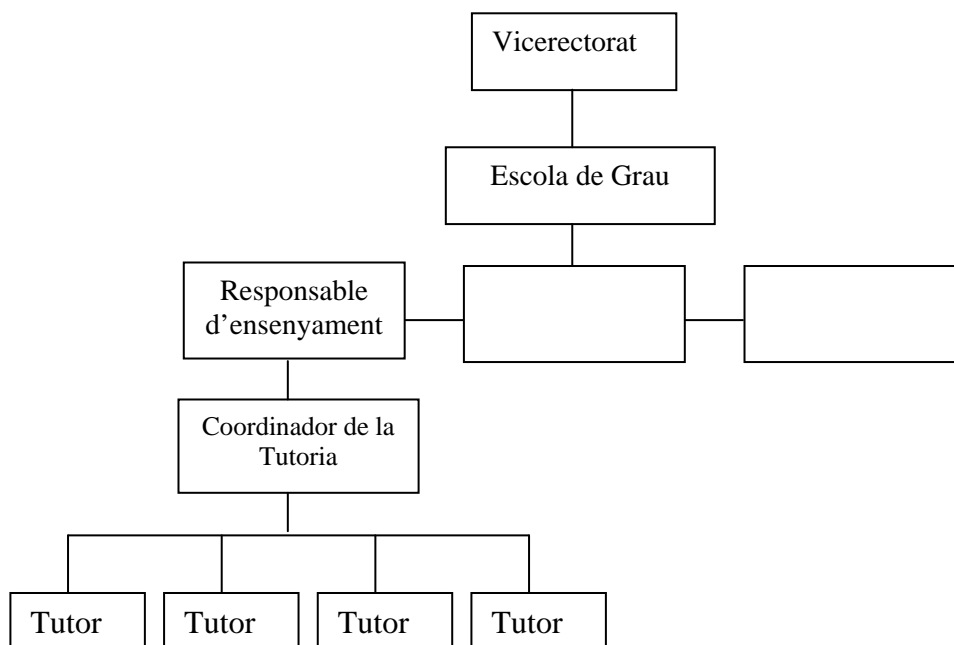 Vicerectorat
Escola de Grau
Responsable
d’ensenyament
Coordinador de la
Tutoria
Tutor
Tutor
Tutor
Tutor